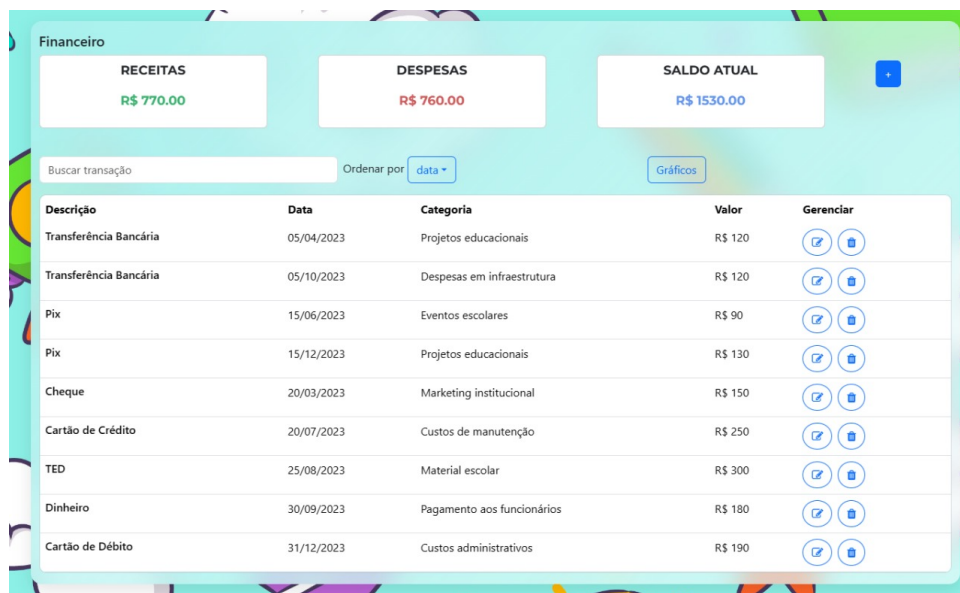 Financeiro
RECEITAS
R$ 770.00
DESPESAS
R$ 760.00
SALDO ATUAL
R$ 1530.00
+
Buscar transação
Ordenar por data
Gráficos
Descrição Data Categoria Valor Gerenciar
Transferência Bancária 05/04/2023 Projetos educacionais R$ 120
Transferência Bancária 05/10/2023 Despesas em infraestrutura R$ 120
Pix 15/06/2023 Eventos escolares R$ 90
Pix 15/12/2023 Projetos educacionais R$ 130
Cheque 20/03/2023 Marketing institucional R$ 150
Cartão de Crédito 20/07/2023 Custos de manutenção R$ 250
TED 25/08/2023 Material escolar R$ 300
Dinheiro 30/09/2023 Pagamento aos funcionários R$ 180
Cartão de Débito 31/12/2023 Custos administrativos R$ 190